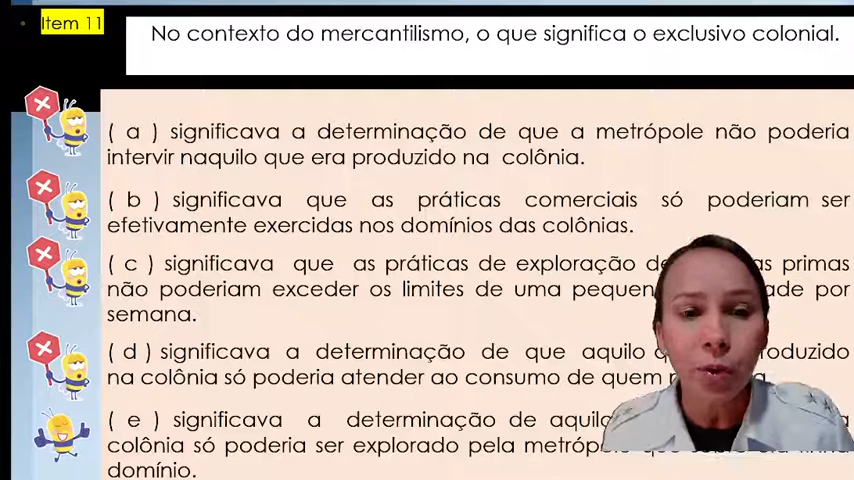 Item 11
No contexto do mercantilismo, o que significa o exclusivo colonial.
( a ) significava a determinação de que a metrópole não poderia
intervir naquilo que era produzido na colônia.
( b ) significava que as práticas comerciais só poderiam ser
efetivamente exercidas nos domínios das colônias.
( c ) significava que as práticas de exploração de primas
não poderiam exceder os limites de uma por
semana.
( d ) significava a determinação de que aquilo
na colônia só poderia atender ao consumo de quem
( e ) significava a determinação de
colônia só poderia ser explorado pela
domínio.